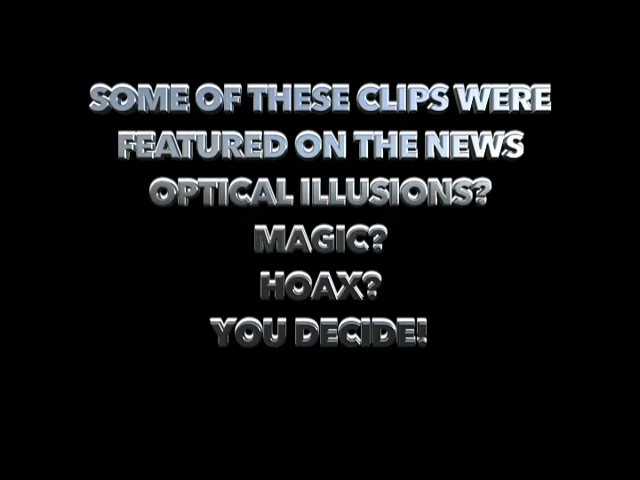 SOME OF THESE CLIPS WERE
FEATURED ON THE NEWS
OPTICAL ILLUSIONS?
MAGIC?
HOAX?
YOU DECIDE!